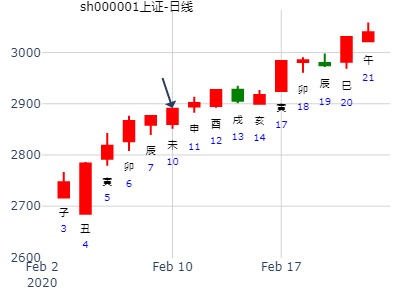 sh000001上证-日线
3000
2900
2800
2700
2600
子
3
丑
4
寅
5
卯
6
辰
7
未
10
申
11
酉
12
戌
13
亥
14
寅
17
卯
18
辰
19
巳
20
午
21
Feb 2
2020
Feb 10
Feb 17